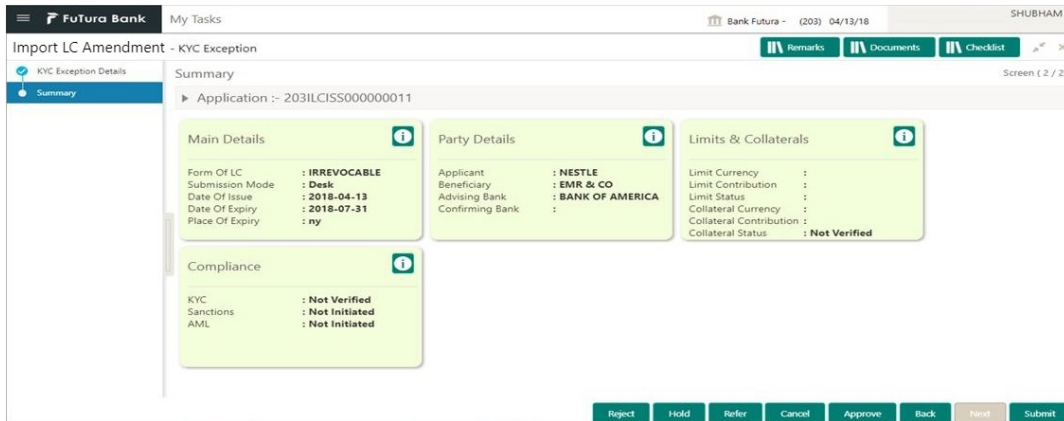 FuTura Bank
My Tasks
Bank Futura - (203) 04/13/18
SHUBHAM
Import LC Amendment - KYC Exception
Remarks
Documents
Checklist
KYC Exception Details
Summary
Summary
Screen ( 2 / 2
Application :- 203ILCISS000000011
Main Details
Form Of LC : IRREVOCABLE
Submission Mode : Desk
Date Of Issue : 2018-04-13
Date Of Expiry : 2018-07-31
Place Of Expiry : ny
Party Details
Applicant : NESTLE
Beneficiary : EMR & CO
Advising Bank : BANK OF AMERICA
Confirming Bank :
Limits & Collaterals
Limit Currency :
Limit Contribution :
Limit Status :
Collateral Currency :
Collateral Contribution :
Collateral Status : Not Verified
Compliance
KYC : Not Verified
Sanctions : Not Initiated
AML : Not Initiated
Reject
Hold
Refer
Cancel
Approve
Back
Next
Submit